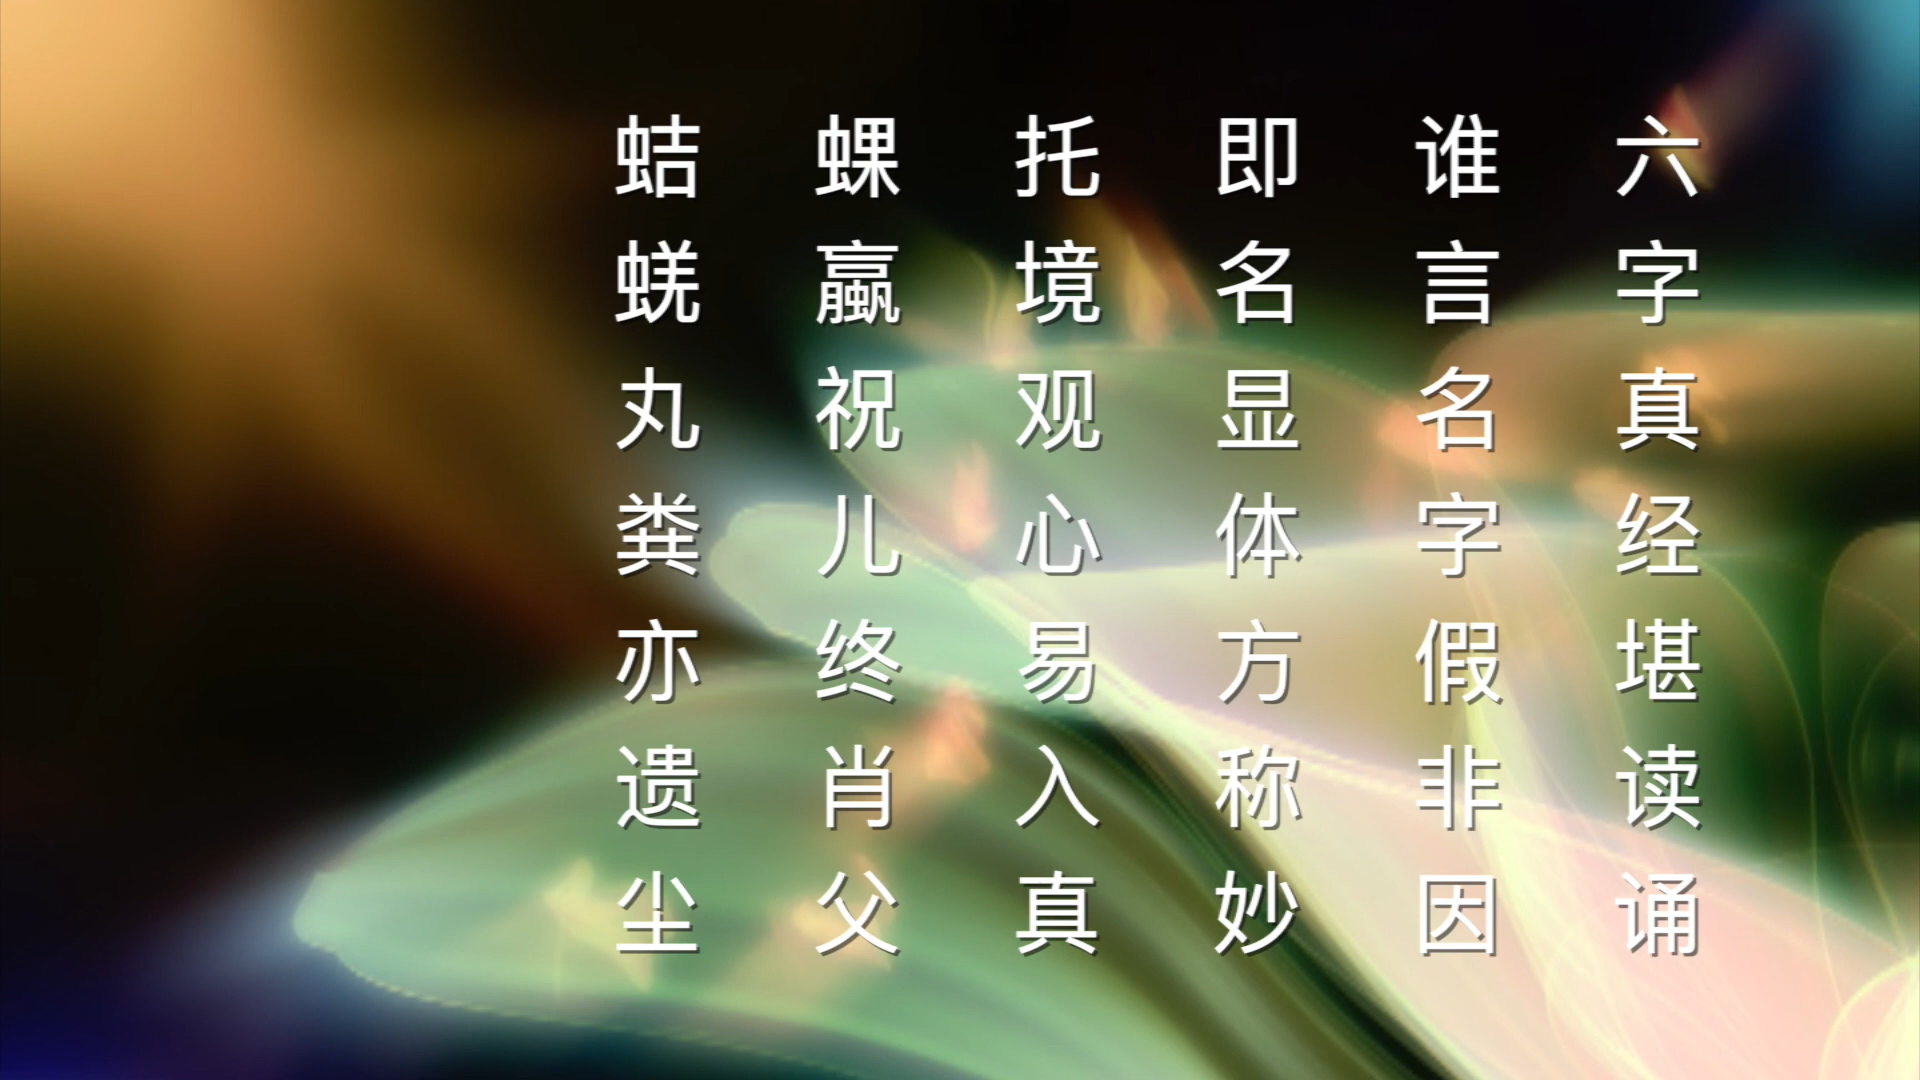 六字真经堪读诵
谁言名字假非因
即名显体方称妙
托境观心易入真
蜾蠃祝儿终肖父
蛣蜣丸粪亦遗尘